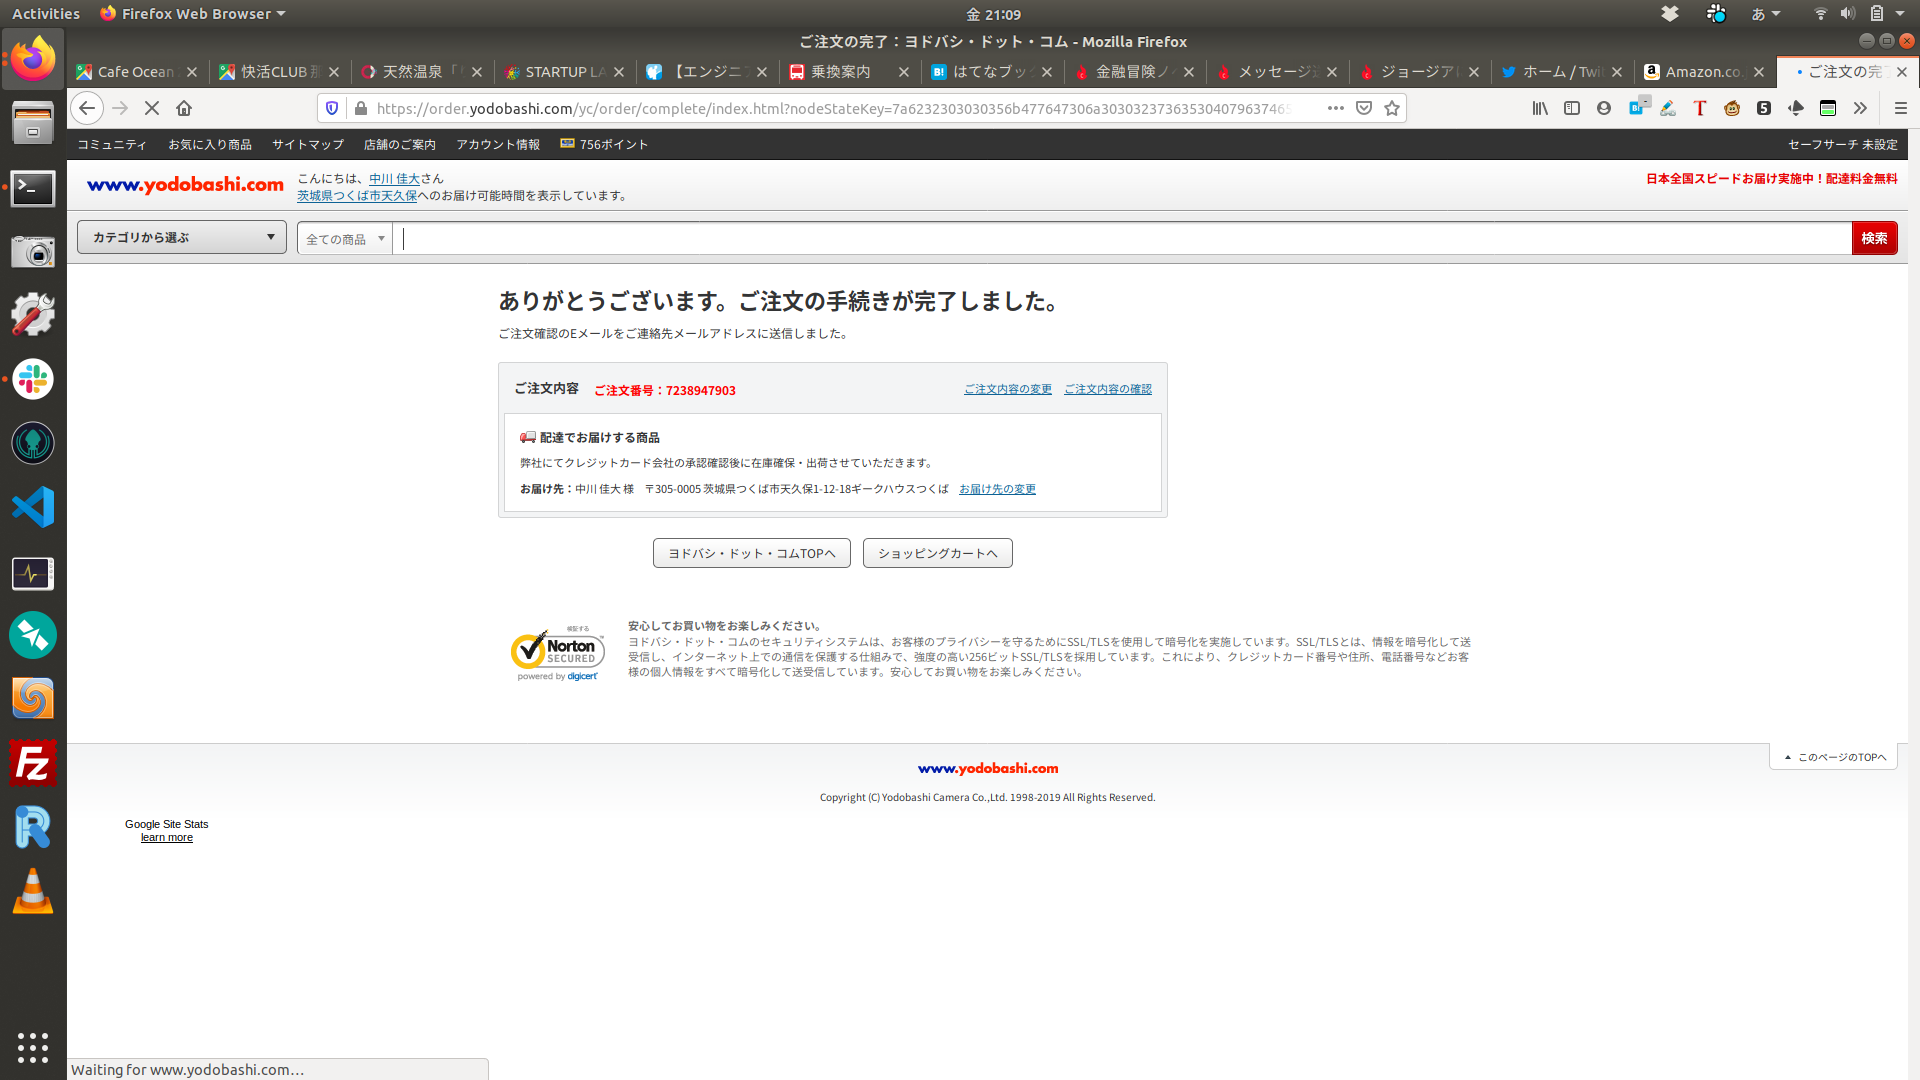 Activities
Firefox Web Browser
金 21:09
あ
ご注文の完了：ヨドバシ・ドット・コム - Mozilla Firefox
Cafe Ocean
快活CLUB 那
天然温泉「
STARTUP LA
【エンジニア
乗換案内
はてなブック
金融冒険ノベ
メッセージ通
ジョージアレ
ホーム / Twit
Amazon.co.
ご注文の完了
https://order.yodobashi.com/yc/order/complete/index.html?nodeStateKey=
コミュニティ お気に入り商品 サイトマップ 店舗のご案内 アカウント情報 756ポイント
セーフサーチ 未設定
www.yodobashi.com
こんにちは、中川 佳大さん
茨城県つくば市天久保へのお届け可能時間を表示しています。
日本全国スピードお届け実施中！配達料金無料
カテゴリから選ぶ
全ての商品
検索
ありがとうございます。ご注文の手続きが完了しました。
ご注文確認のEメールをご連絡先メールアドレスに送信しました。
ご注文内容 ご注文番号：7238947903
ご注文内容の変更 ご注文内容の確認
配達でお届けする商品
弊社にてクレジットカード会社の承認確認後に在庫確保・出荷させていただきます。
お届け先：中川 佳大 様 〒305-0005 茨城県つくば市天久保1-12-18ギークハウスつくば お届け先の変更
ヨドバシ・ドット・コムTOPへ
ショッピングカートへ
検証する
Norton
SECURED
powered by digicert
安心してお買い物をお楽しみください。
ヨドバシ・ドット・コムのセキュリティシステムは、お客様のプライバシーを守るためにSSL/TLSを使用して暗号化を実施しています。SSL/TLSとは、情報を暗号化して送
受信し、インターネット上での通信を保護する仕組みで、強度の高い256ビットSSL/TLSを採用しています。これにより、クレジットカード番号や住所、電話番号などお客
様の個人情報をすべて暗号化して送受信しています。安心してお買い物をお楽しみください。
このページのTOPへ
www.yodobashi.com
Copyright (C) Yodobashi Camera Co.,Ltd. 1998-2019 All Rights Reserved.
Google Site Stats
learn more
Waiting for www.yodobashi.com…